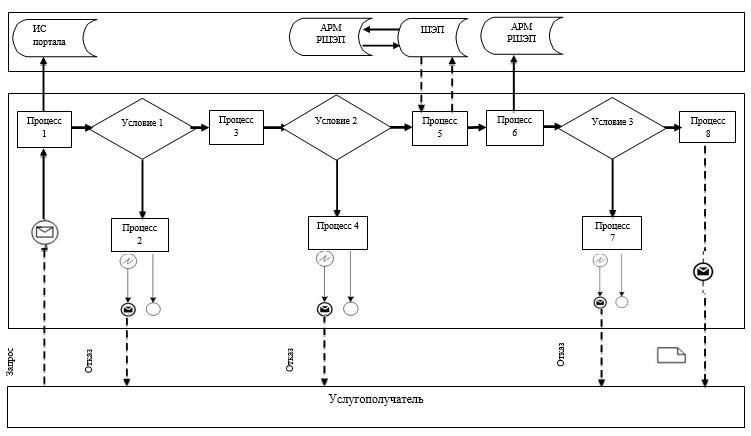 ИС
портала
АРМ
РШЭП
ШЭП
АРМ
РШЭП
Процесс
1
Условие 1
Процесс
3
Условие 2
Процесс
5
Процесс
6
Условие 3
Процесс
8
Процесс
2
Процесс 4
Процесс
7
Запрос
Отказ
Отказ
Отказ
Услугополучатель